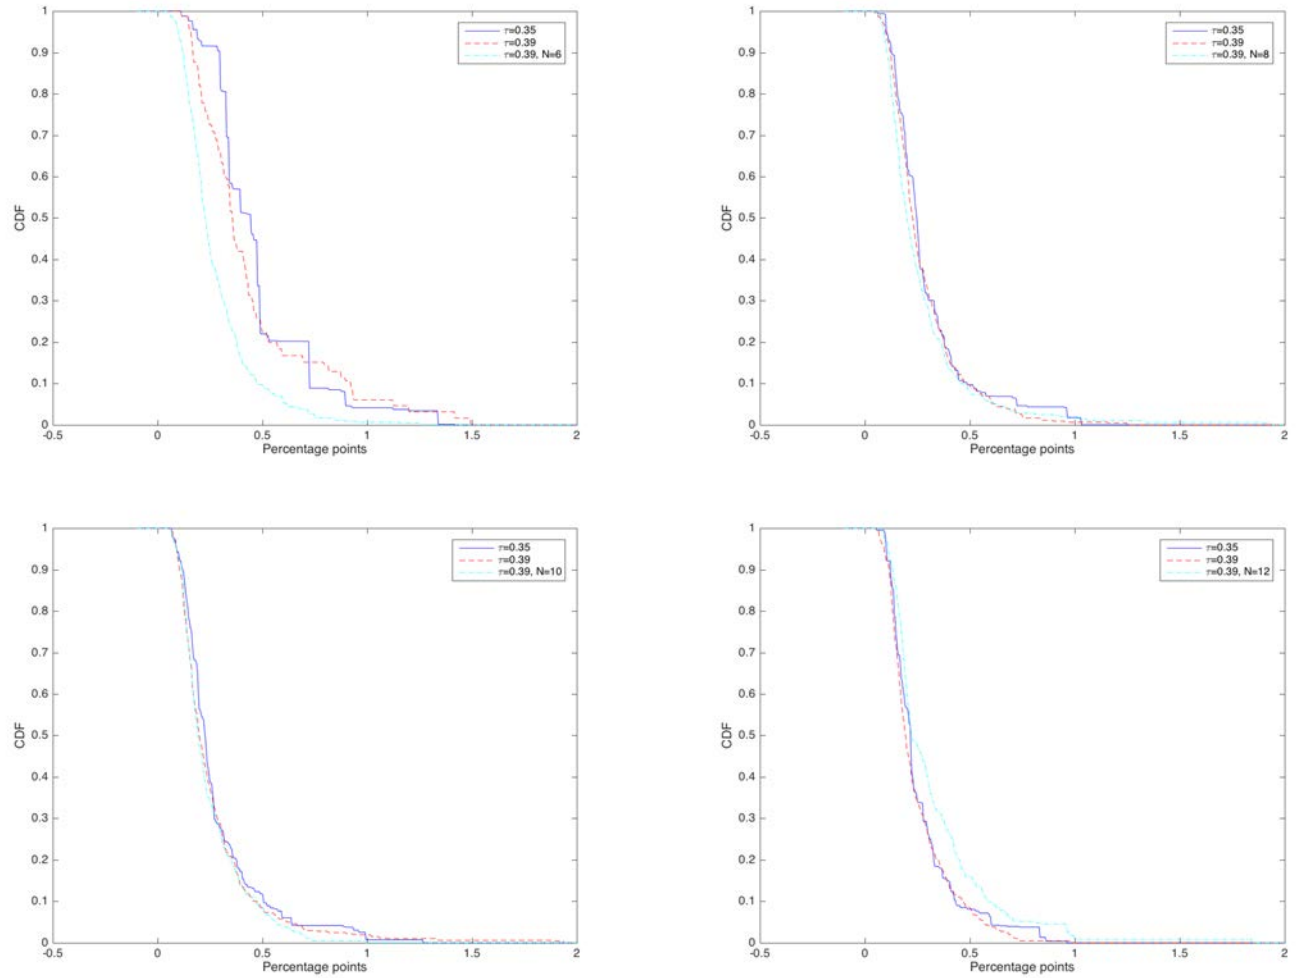 1
0.9
0.8
0.7
0.6
0.5
0.4
0.3
0.2
0.1
0
CDF
-0.5 0 0.5 1 1.5 2
Percentage points
τ=0.35
τ=0.39
τ=0.39, N=6
1
0.9
0.8
0.7
0.6
0.5
0.4
0.3
0.2
0.1
0
CDF
-0.5 0 0.5 1 1.5 2
Percentage points
τ=0.35
τ=0.39
τ=0.39, N=8
1
0.9
0.8
0.7
0.6
0.5
0.4
0.3
0.2
0.1
0
CDF
-0.5 0 0.5 1 1.5 2
Percentage points
τ=0.35
τ=0.39
τ=0.39, N=10
1
0.9
0.8
0.7
0.6
0.5
0.4
0.3
0.2
0.1
0
CDF
-0.5 0 0.5 1 1.5 2
Percentage points
τ=0.35
τ=0.39
τ=0.39, N=12